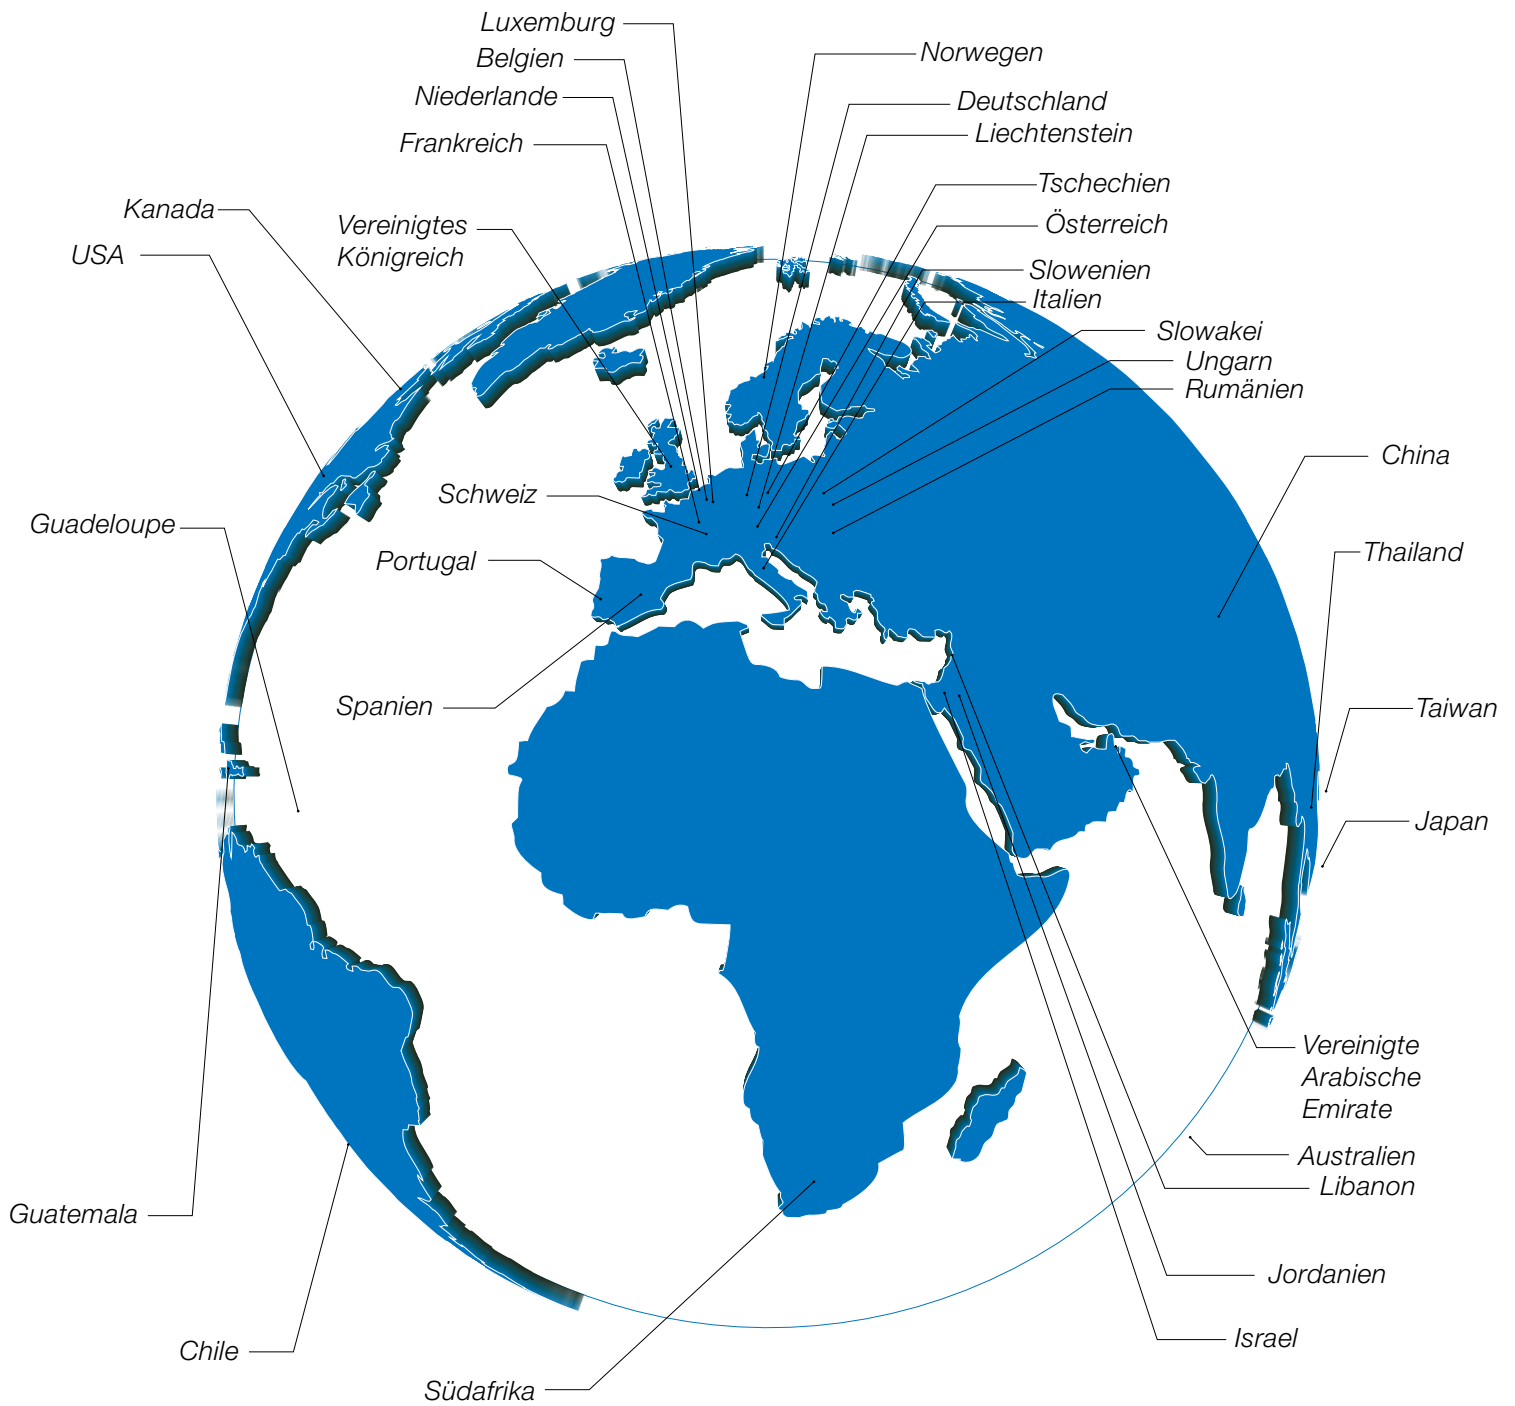 Luxemburg
Belgien
Niederlande
Frankreich
Norwegen
Deutschland
Liechtenstein
Tschechien
Österreich
Slowenien
Italien
Slowakei
Ungarn
Rumänien
Kanada
USA
Vereinigtes
Königreich
China
Schweiz
Guadeloupe
Portugal
Thailand
Spanien
Taiwan
Japan
Vereinigte
Arabische
Emirate
Australien
Libanon
Guatemala
Jordanien
Israel
Chile
Südafrika